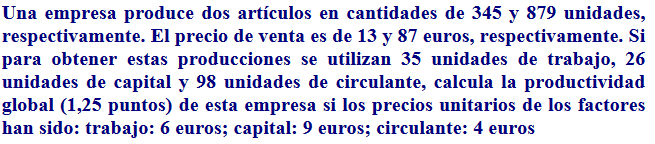 Una empresa produce dos artículos en cantidades de 345 y 879 unidades,
respectivamente. El precio de venta es de 13 y 87 euros, respectivamente. Si
para obtener estas producciones se utilizan 35 unidades de trabajo, 26
unidades de capital y 98 unidades de circulante, calcula la productividad
global (1,25 puntos) de esta empresa si los precios unitarios de los factores
han sido: trabajo: 6 euros; capital: 9 euros; circulante: 4 euros